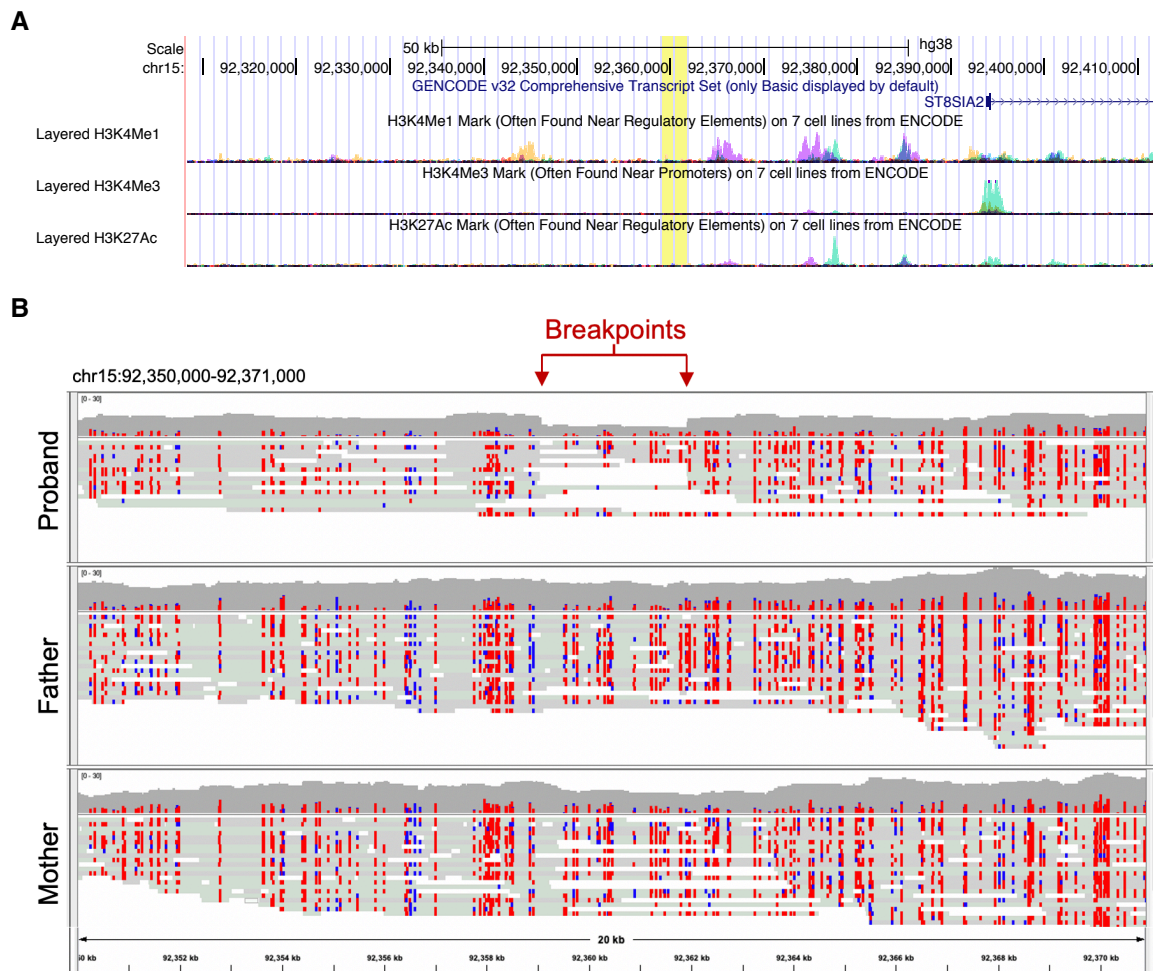 A
Scale
50 kb
hg38
chr15:
92,320,000
92,330,000
92,340,000
92,350,000
92,360,000
92,370,000
92,380,000
92,390,000
92,400,000
92,410,000
GENCODE v32 Comprehensive Transcript Set (only Basic displayed by default)
ST8SIA2
H3K4Me1 Mark (Often Found Near Regulatory Elements) on 7 cell lines from ENCODE
Layered H3K4Me1
H3K4Me3 Mark (Often Found Near Promoters) on 7 cell lines from ENCODE
Layered H3K4Me3
H3K27Ac Mark (Often Found Near Regulatory Elements) on 7 cell lines from ENCODE
Layered H3K27Ac
B
Breakpoints
chr15:92,350,000-92,371,000
[0 - 30]
Proband
[0 - 30]
Father
[0 - 30]
Mother
20 kb
50 kb
92,352 kb
92,354 kb
92,356 kb
92,358 kb
92,360 kb
92,362 kb
92,364 kb
92,366 kb
92,368 kb
92,370 kb